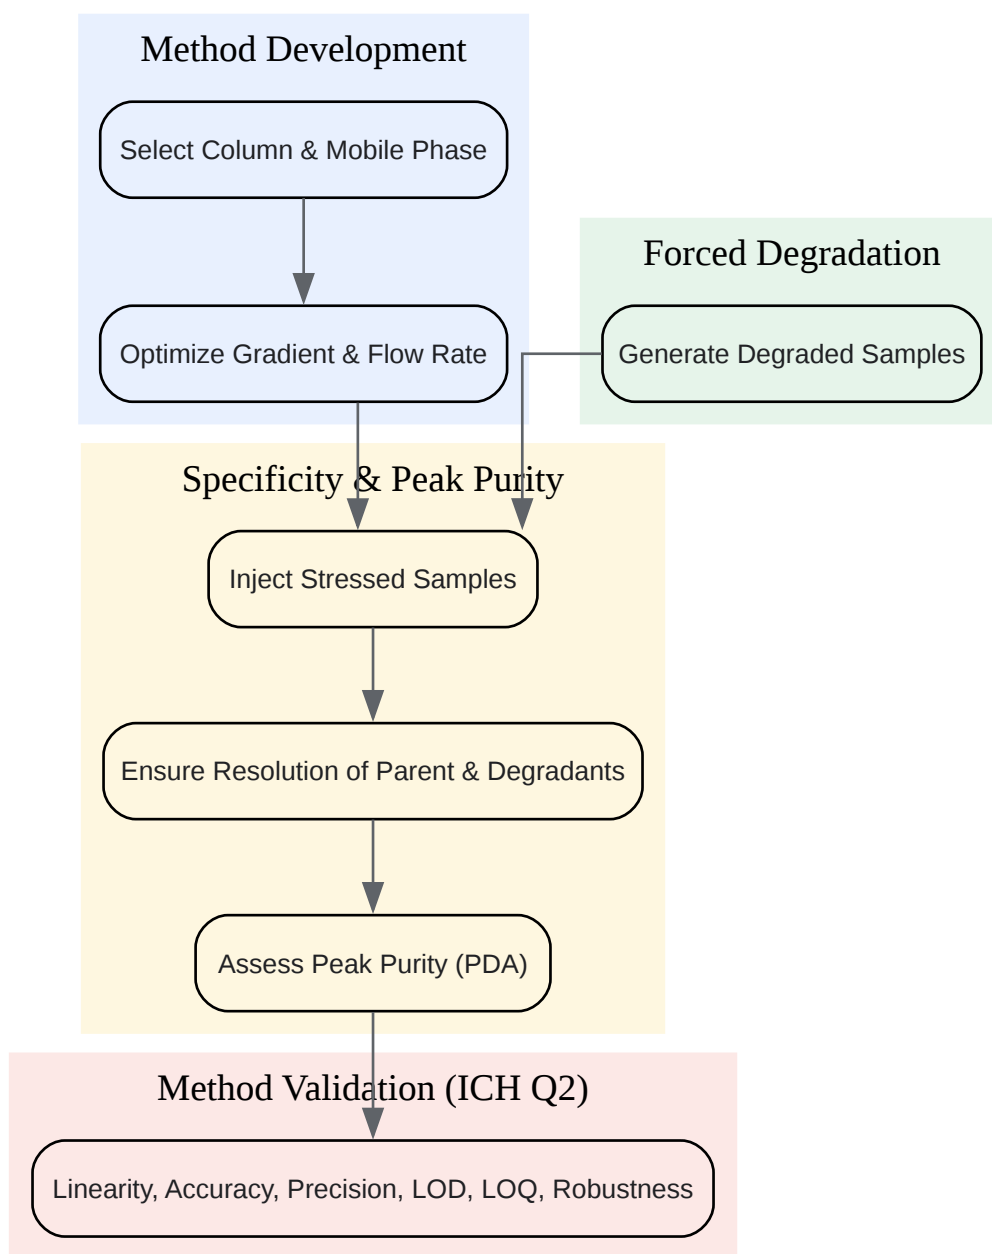 Method Development
Select Column & Mobile Phase
Forced Degradation
Optimize Gradient & Flow Rate
Generate Degraded Samples
Specificity & Peak Purity
Inject Stressed Samples
Ensure Resolution of Parent & Degradants
Assess Peak Purity (PDA)
Method Validation (ICH Q2)
Linearity, Accuracy, Precision, LOD, LOQ, Robustness